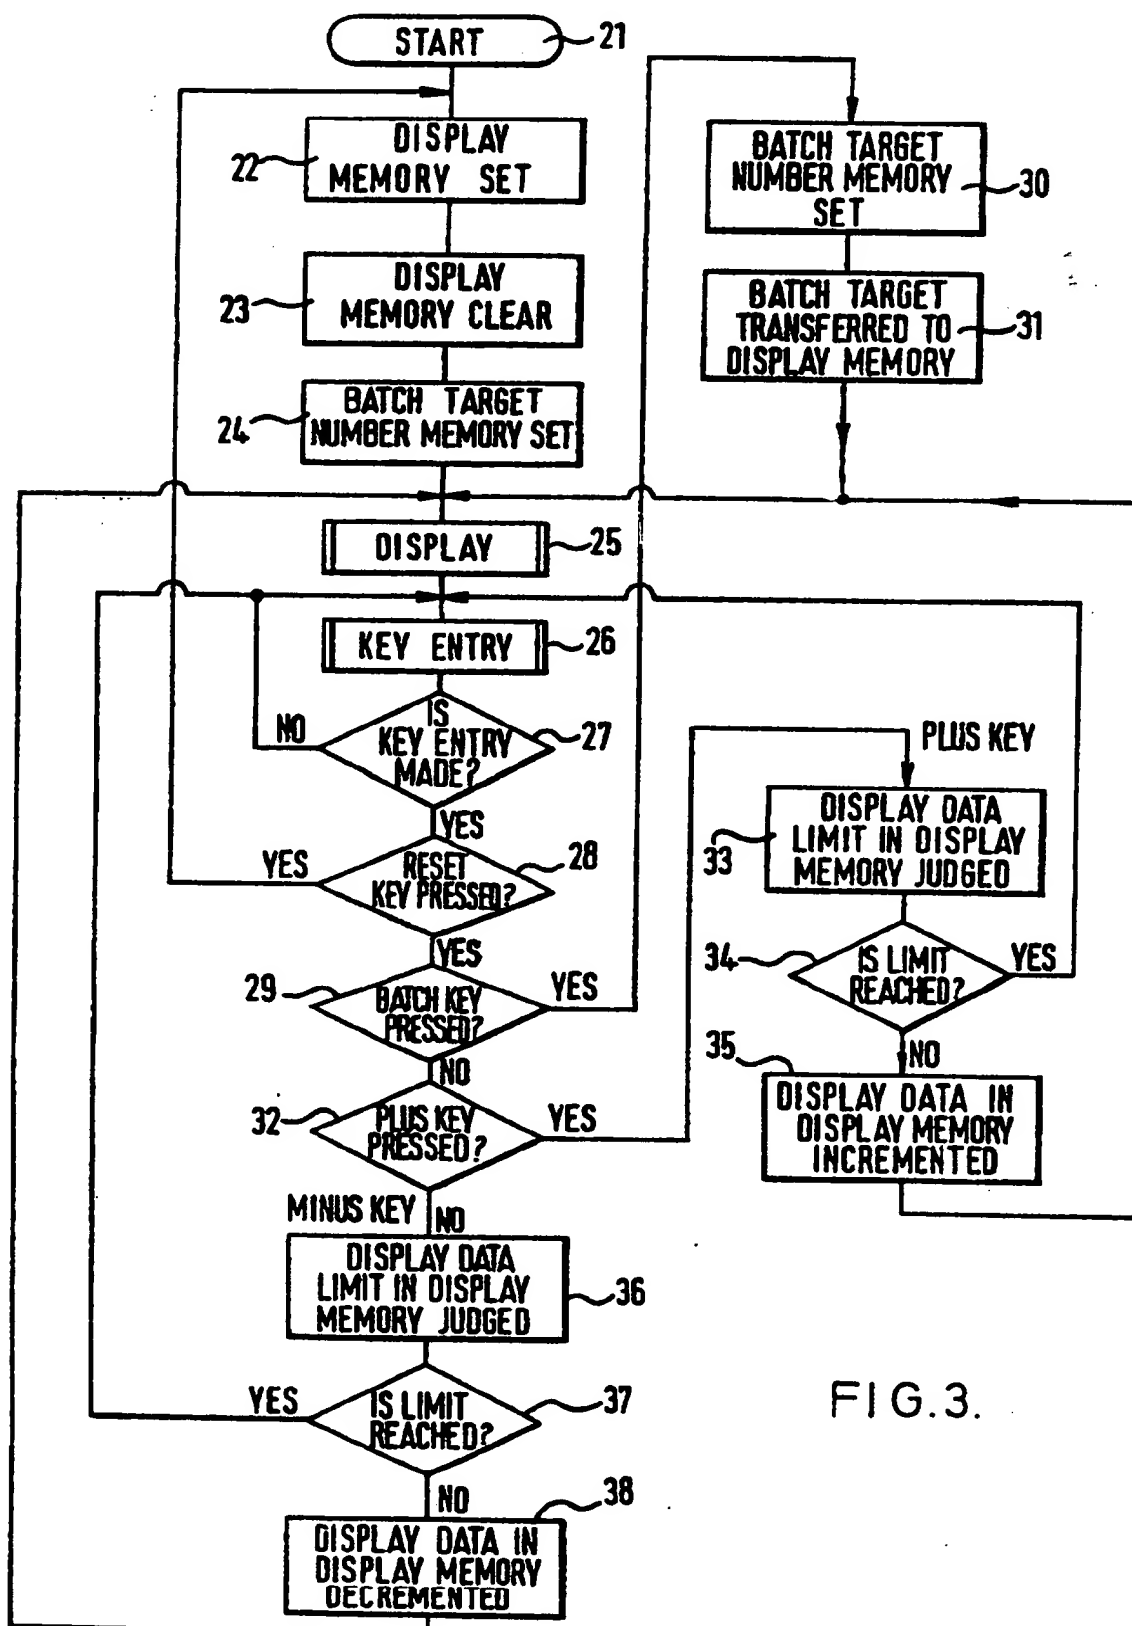 START
21
DISPLAY
MEMORY SET
22
DISPLAY
MEMORY CLEAR
23
BATCH TARGET
NUMBER MEMORY SET
24
DISPLAY
25
KEY ENTRY
26
IS
KEY ENTRY
MADE?
27
NO
YES
RESET
KEY PRESSED?
28
YES
YES
BATCH KEY
PRESSED?
29
YES
NO
BATCH TARGET
NUMBER MEMORY
SET
30
BATCH TARGET
TRANSFERRED TO
DISPLAY MEMORY
31
PLUS KEY
PRESSED?
32
YES
PLUS KEY
DISPLAY DATA
LIMIT IN DISPLAY
MEMORY JUDGED
33
IS LIMIT
REACHED?
34
YES
NO
35
DISPLAY DATA IN
DISPLAY MEMORY
INCREMENTED
MINUS KEY
NO
DISPLAY DATA
LIMIT IN DISPLAY
MEMORY JUDGED
36
IS LIMIT
REACHED?
37
YES
NO
38
DISPLAY DATA IN
DISPLAY MEMORY
DECREMENTED
FIG.3.